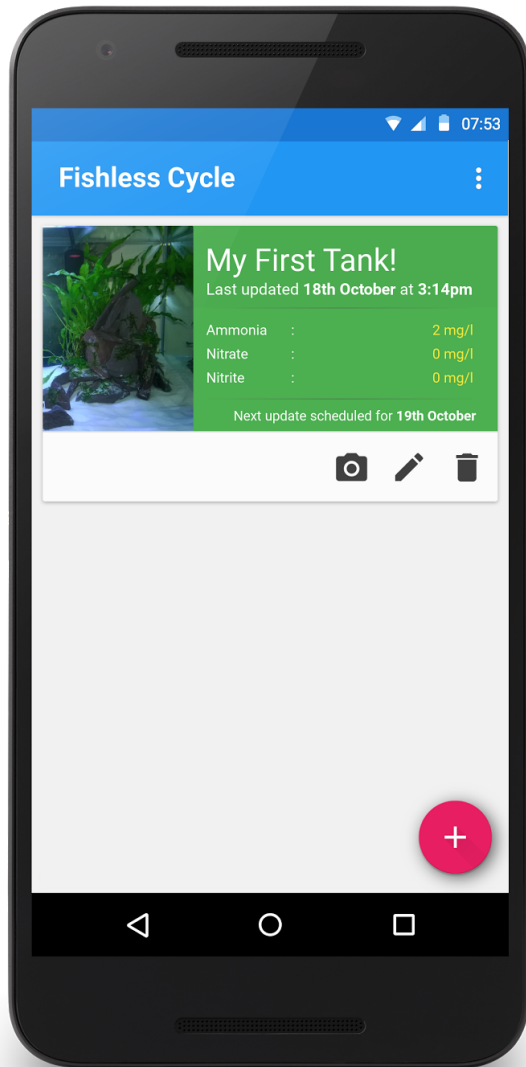 07:53
Fishless Cycle
My First Tank!
Last updated 18th October at 3:14pm
Ammonia : 2 mg/l
Nitrate : 0 mg/l
Nitrite : 0 mg/l
Next update scheduled for 19th October